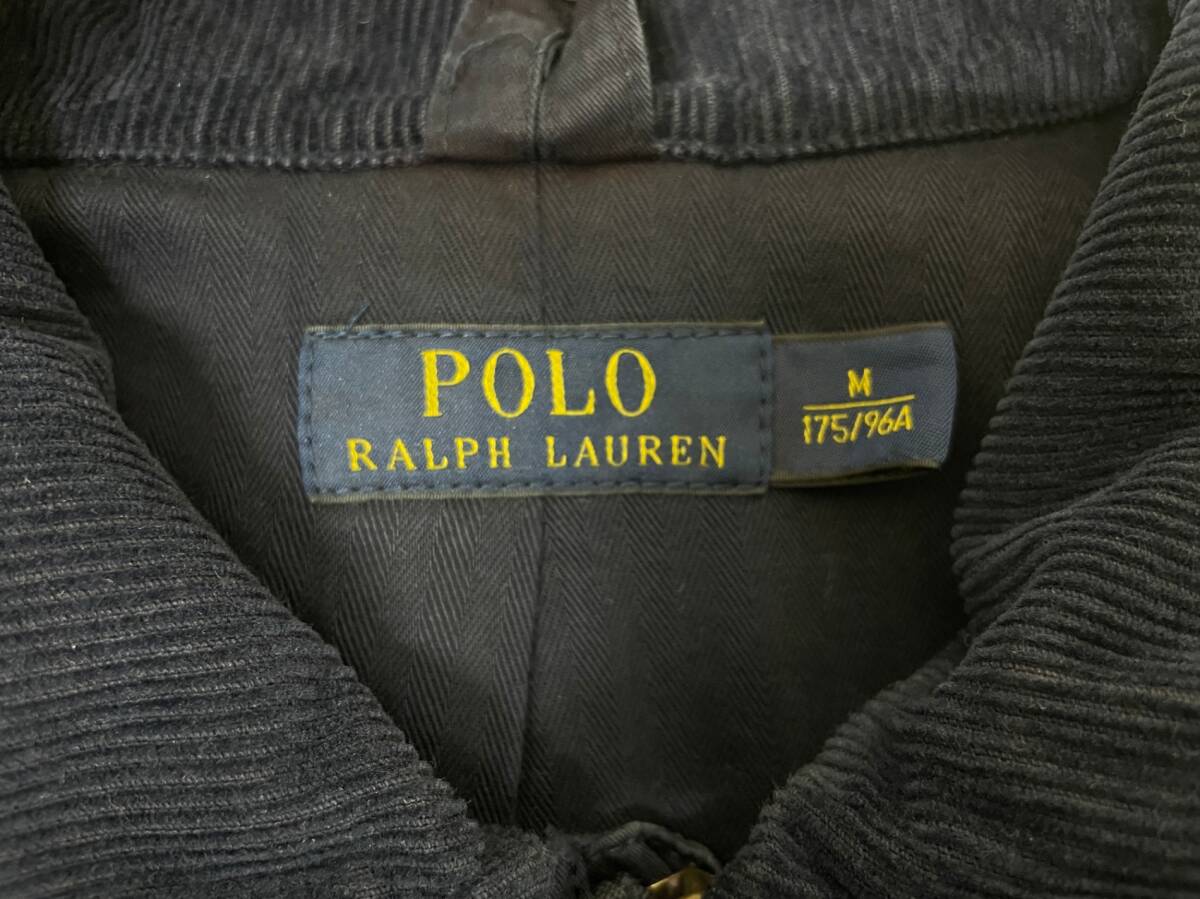 POLO
RALPH LAUREN
M
175/96A